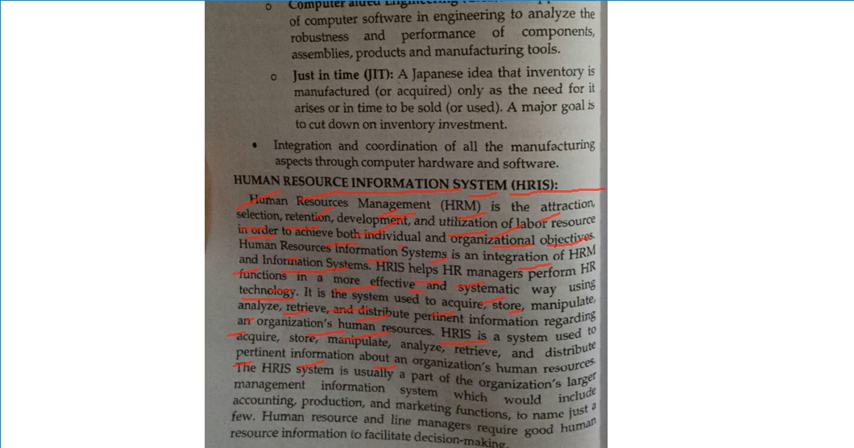 o Computer aided Engineering
of computer software in engineering to analyze the
robustness and performance of components,
assemblies, products and manufacturing tools.
o Just in time (JIT): A Japanese idea that inventory is
manufactured (or acquired) only as the need for it
arises or in time to be sold (or used). A major goal is
to cut down on inventory investment.
• Integration and coordination of all the manufacturing
aspects through computer hardware and software.
HUMAN RESOURCE INFORMATION SYSTEM (HRIS):
Human Resources Management (HRM) is the attraction,
selection, retention, development, and utilization of labor resource
in order to achieve both individual and organizational objectives.
Human Resources Information Systems is an integration of HRM
and Information Systems. HRIS helps HR managers perform HR
functions in a more effective and systematic way using
technology. It is the system used to acquire, store, manipulate,
analyze, retrieve, and distribute pertinent information regarding
an organization's human resources. HRIS is a system used to
acquire, store, manipulate, analyze, retrieve, and distribute
pertinent information about an organization's human resources.
The HRIS system is usually a part of the organization's larger
management information system which would include
accounting, production, and marketing functions, to name just a
few. Human resource and line managers require good human
resource information to facilitate decision-making.